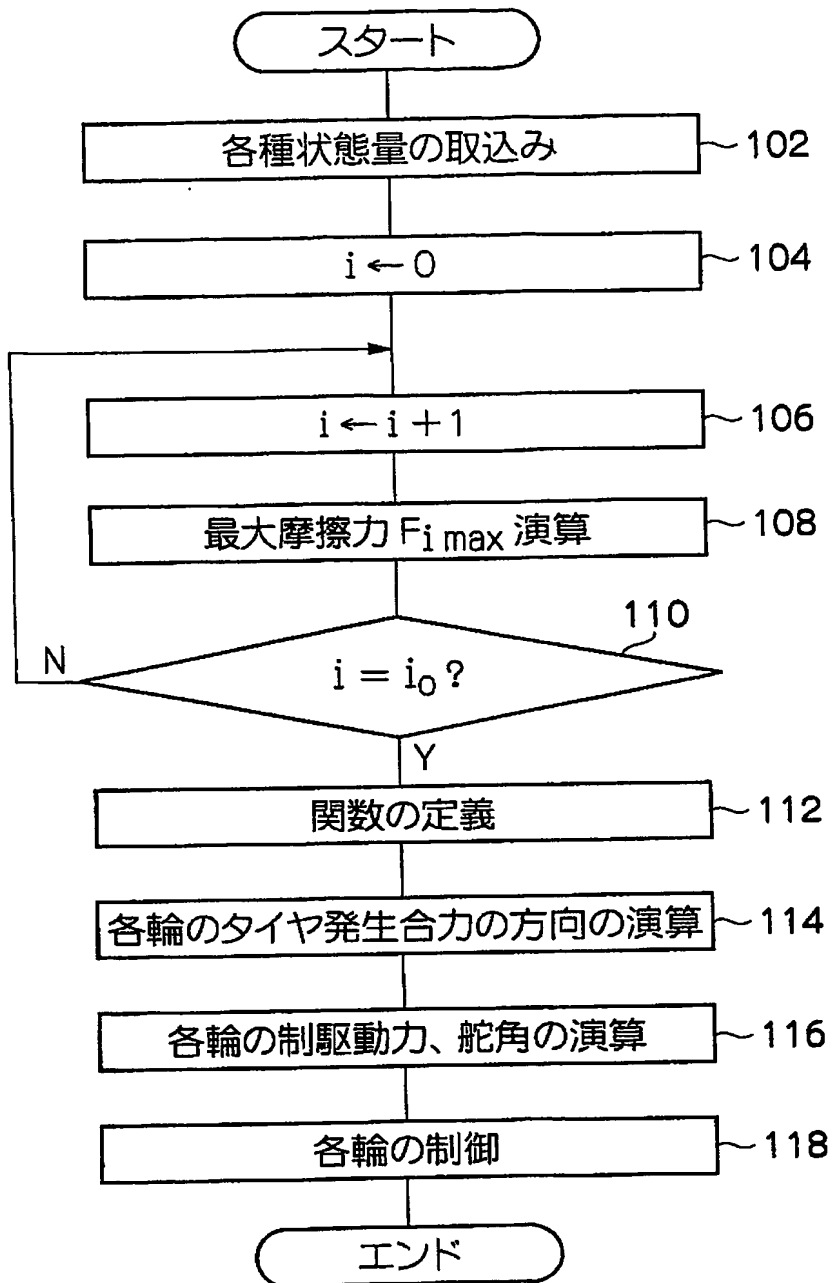 スタート
各種状態量の取込み 102
i ← 0 104
i ← i + 1 106
最大摩擦力 Fi max 演算 108
110
N
i = i0 ?
Y
関数の定義 112
各輪のタイヤ発生合力の方向の演算 114
各輪の制駆動力、舵角の演算 116
各輪の制御 118
エンド